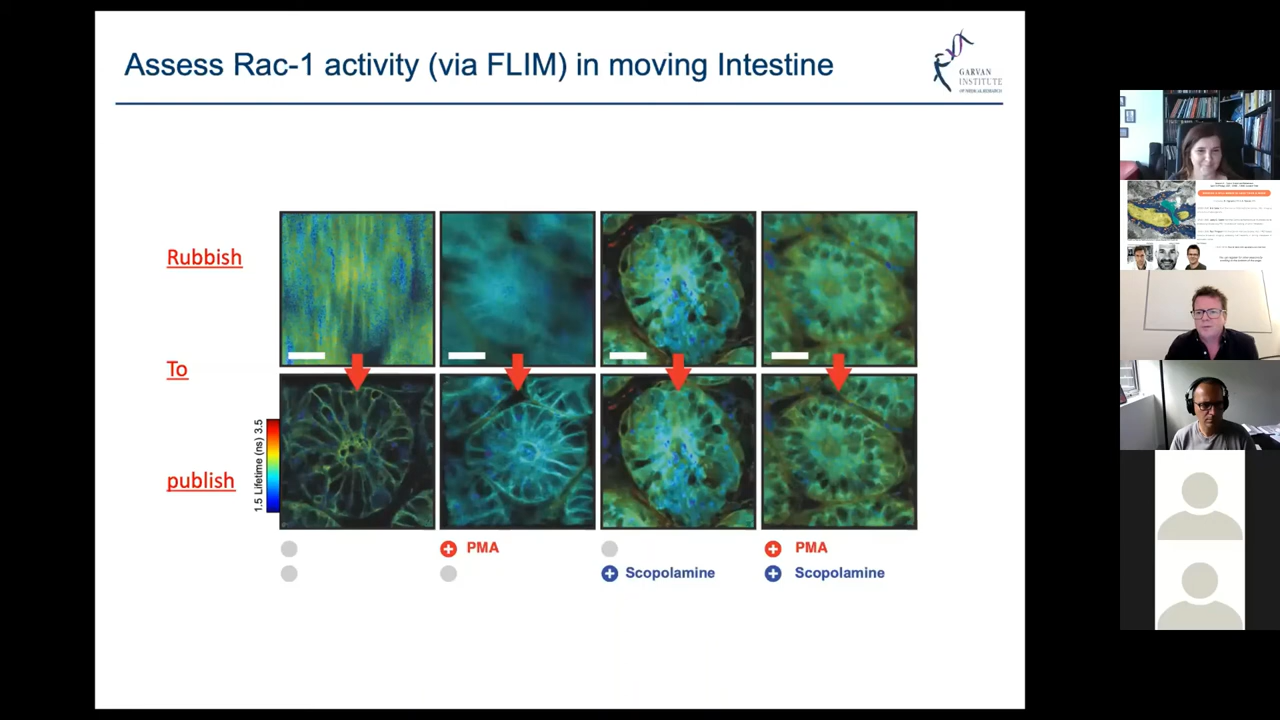 Assess Rac-1 activity (via FLIM) in moving Intestine
GARVAN
INSTITUTE
OF MEDICAL RESEARCH
Rubbish
To
publish
1.5 Lifetime (ns) 3.5
PMA
PMA
Scopolamine
Scopolamine